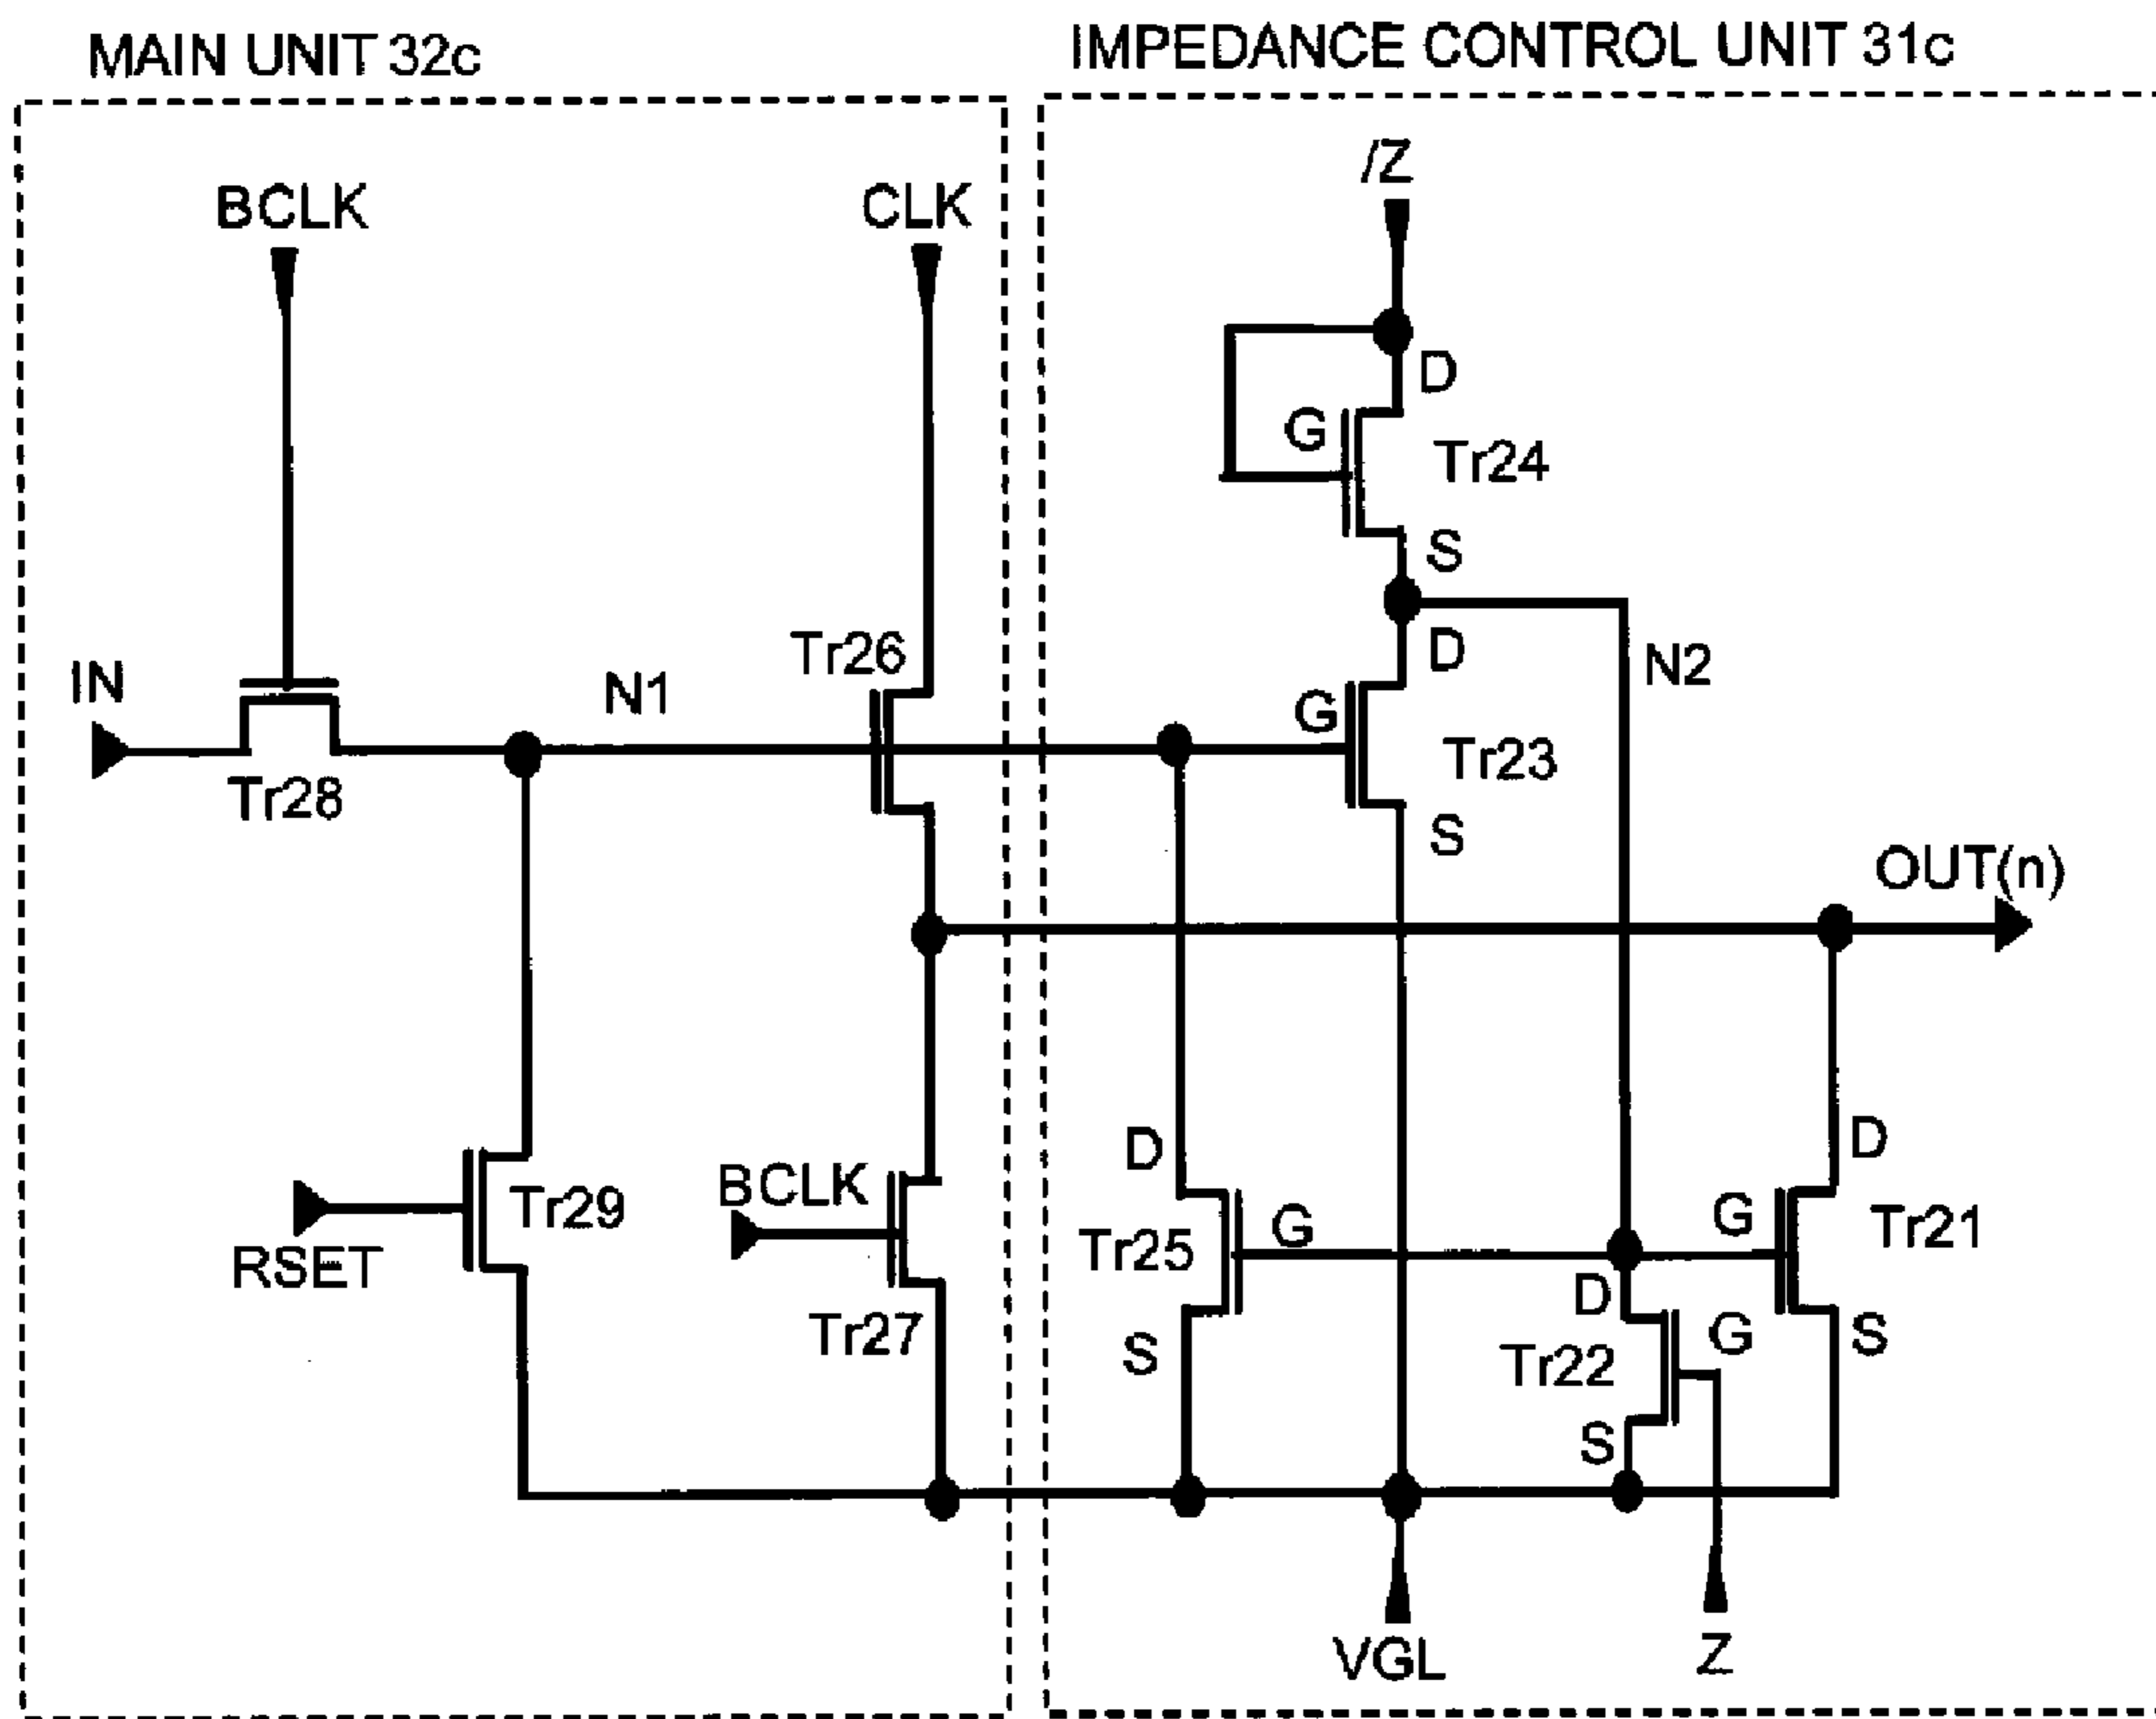 MAIN UNIT 32c
IMPEDANCE CONTROL UNIT 31c
/Z
BCLK
CLK
D
G
Tr24
S
IN
N1
Tr26
D
N2
G
Tr23
Tr28
S
OUT(n)
D
D
BCLK
Tr29
Tr25
G
G
Tr21
RSET
D
Tr27
S
Tr22
G
S
S
VGL
Z